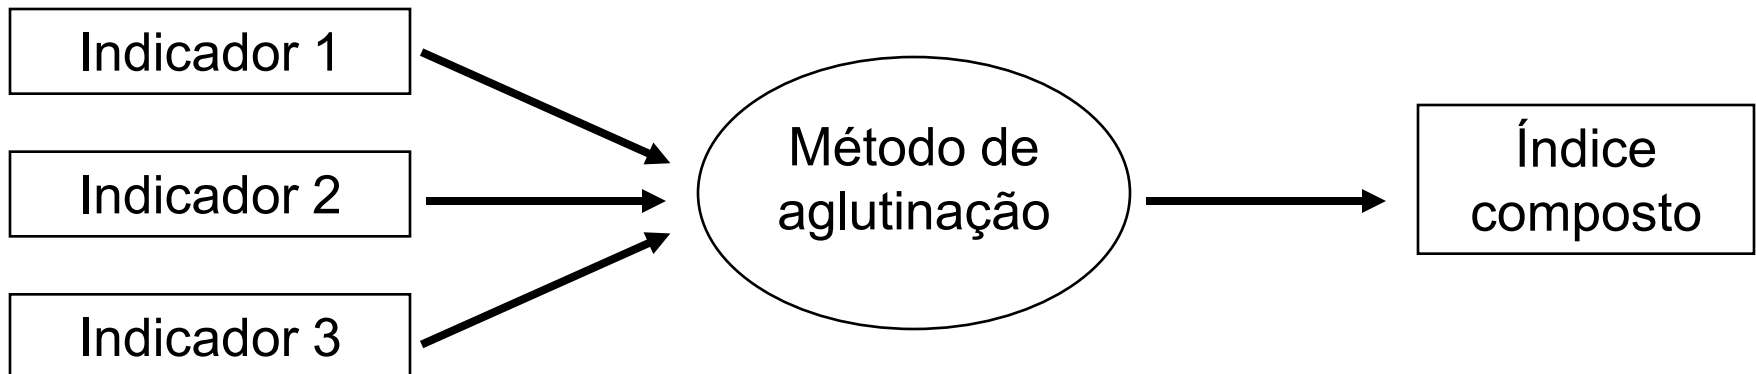 Indicador 1
Indicador 2
Indicador 3
Método de
aglutinação
Índice
composto